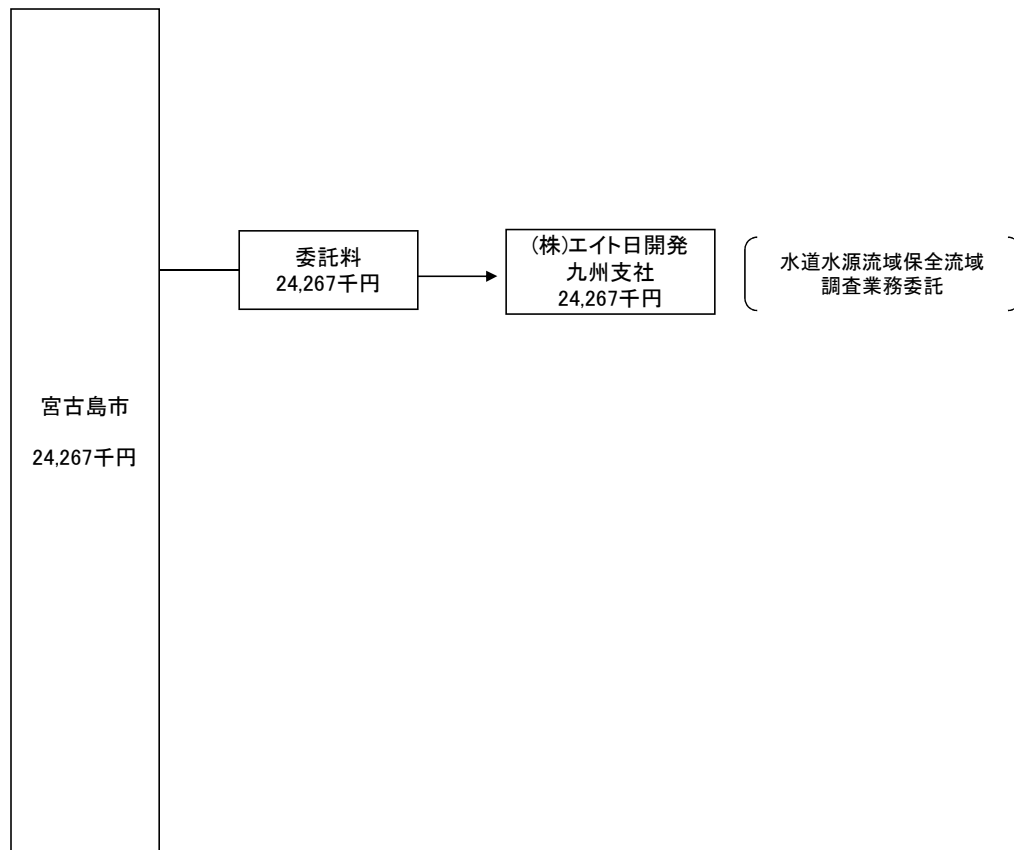 宮古島市
24,267千円
委託料
24,267千円
(株)エイト日開発
九州支社
24,267千円
水道水源流域保全流域
調査業務委託